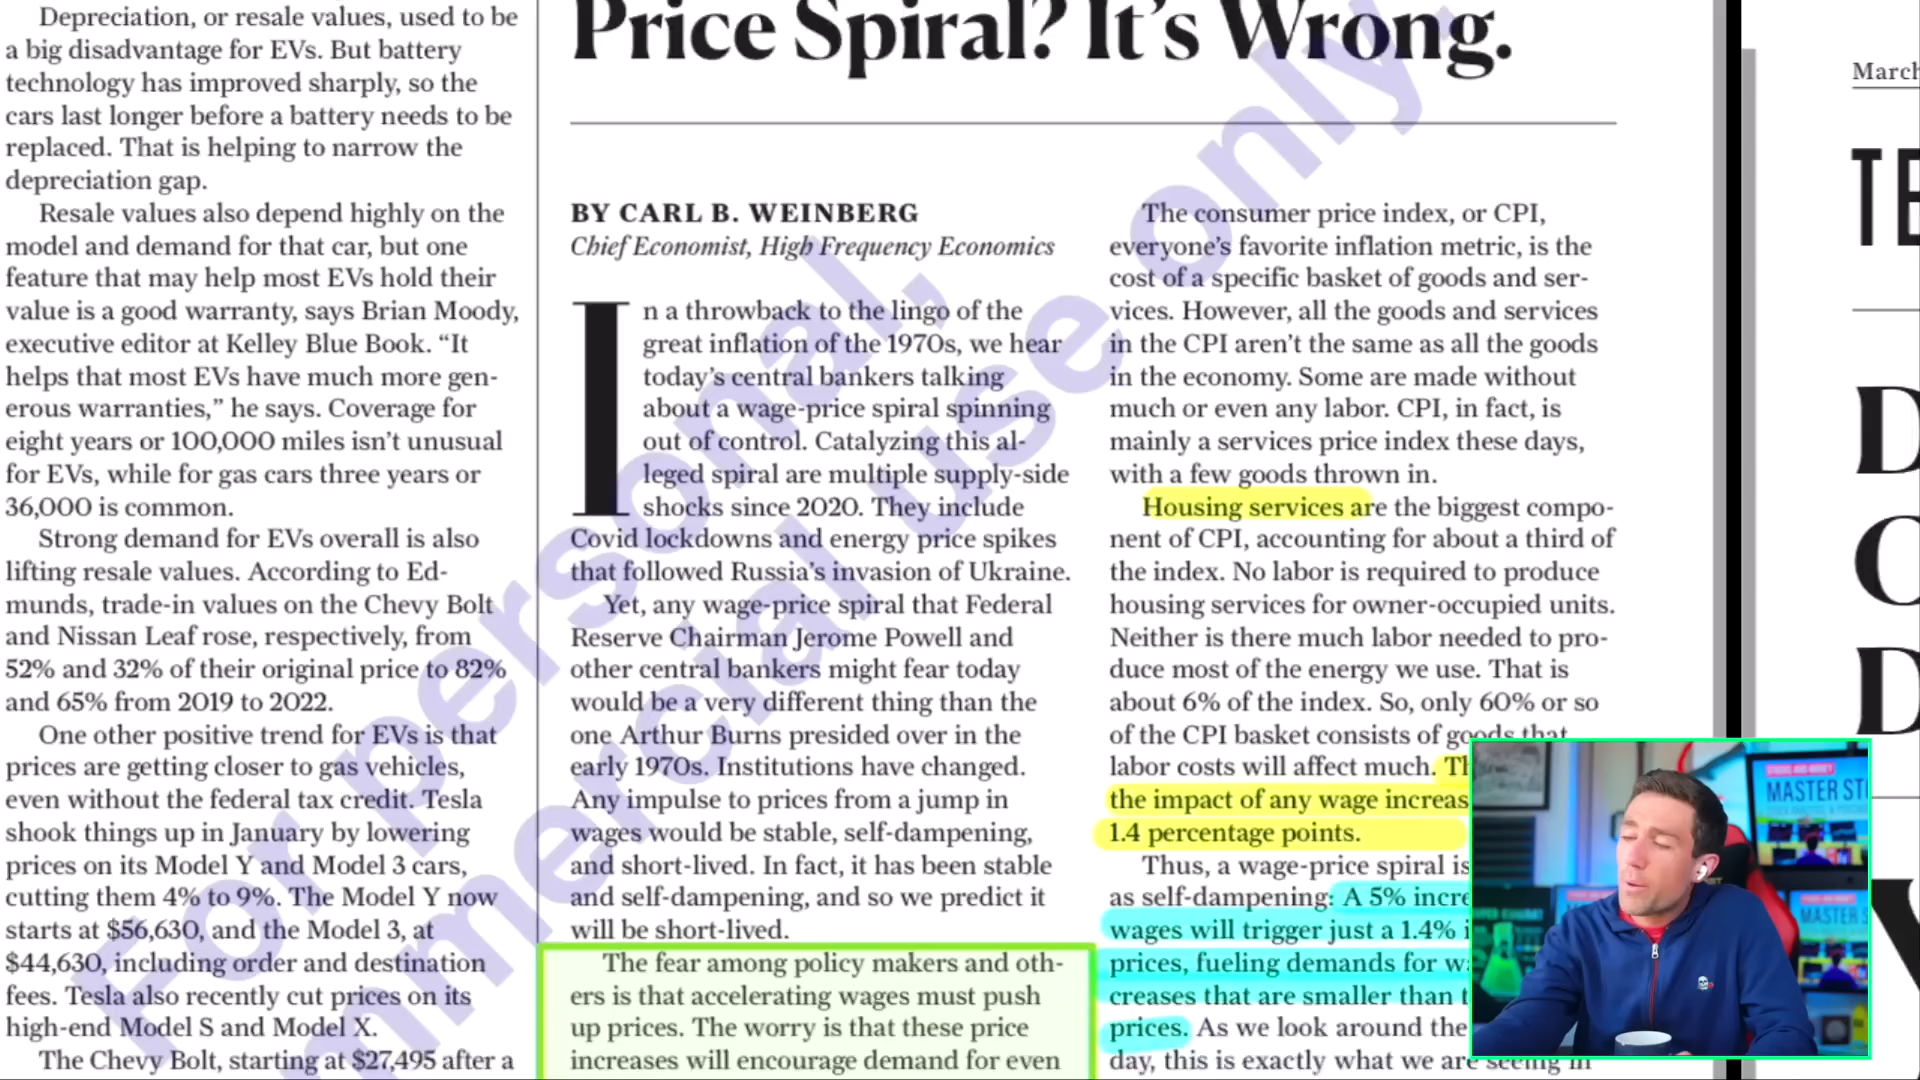 Depreciation, or resale values, used to be
a big disadvantage for EVs. But battery
technology has improved sharply, so the
cars last longer before a battery needs to be
replaced. That is helping to narrow the
depreciation gap.
Resale values also depend highly on the
model and demand for that car, but one
feature that may help most EVs hold their
value is a good warranty, says Brian Moody,
executive editor at Kelley Blue Book. “It
helps that most EVs have much more gen-
erous warranties,” he says. Coverage for
eight years or 100,000 miles isn’t unusual
for EVs, while for gas cars three years or
36,000 is common.
Strong demand for EVs overall is also
lifting resale values. According to Ed-
munds, trade-in values on the Chevy Bolt
and Nissan Leaf rose, respectively, from
52% and 32% of their original price to 82%
and 65% from 2019 to 2022.
One other positive trend for EVs is that
prices are getting closer to gas vehicles,
even without the federal tax credit. Tesla
shook things up in January by lowering
prices on its Model Y and Model 3 cars,
cutting them 4% to 9%. The Model Y now
starts at $56,630, and the Model 3, at
$44,630, including order and destination
fees. Tesla also recently cut prices on its
high-end Model S and Model X.
The Chevy Bolt, starting at $27,495 after a
Price Spiral? It’s Wrong.
BY CARL B. WEINBERG
Chief Economist, High Frequency Economics
In a throwback to the lingo of the
great inflation of the 1970s, we hear
today’s central bankers talking
about a wage-price spiral spinning
out of control. Catalyzing this al-
leged spiral are multiple supply-side
shocks since 2020. They include
Covid lockdowns and energy price spikes
that followed Russia’s invasion of Ukraine.
Yet, any wage-price spiral that Federal
Reserve Chairman Jerome Powell and
other central bankers might fear today
would be a very different thing than the
one Arthur Burns presided over in the
early 1970s. Institutions have changed.
Any impulse to prices from a jump in
wages would be stable, self-dampening,
and short-lived. In fact, it has been stable
and self-dampening, and so we predict it
will be short-lived.
The fear among policy makers and oth-
ers is that accelerating wages must push
up prices. The worry is that these price
increases will encourage demand for even
The consumer price index, or CPI,
everyone’s favorite inflation metric, is the
cost of a specific basket of goods and ser-
vices. However, all the goods and services
in the CPI aren’t the same as all the goods
in the economy. Some are made without
much or even any labor. CPI, in fact, is
mainly a services price index these days,
with a few goods thrown in.
Housing services are the biggest compo-
nent of CPI, accounting for about a third of
the index. No labor is required to produce
housing services for owner-occupied units.
Neither is there much labor needed to pro-
duce most of the energy we use. That is
about 6% of the index. So, only 60% or so
of the CPI basket consists of goods that
labor costs will affect much.
the impact of any wage
1.4 percentage points.
Thus, a wage-price spiral is
as self-dampening: A 5%
wages will trigger just a 1.4%
prices, fueling demands for
creases that are smaller than
prices. As we look around the
day, this is exactly what we are seeing in
For personal,
use only.
March
MASTER
MASTER